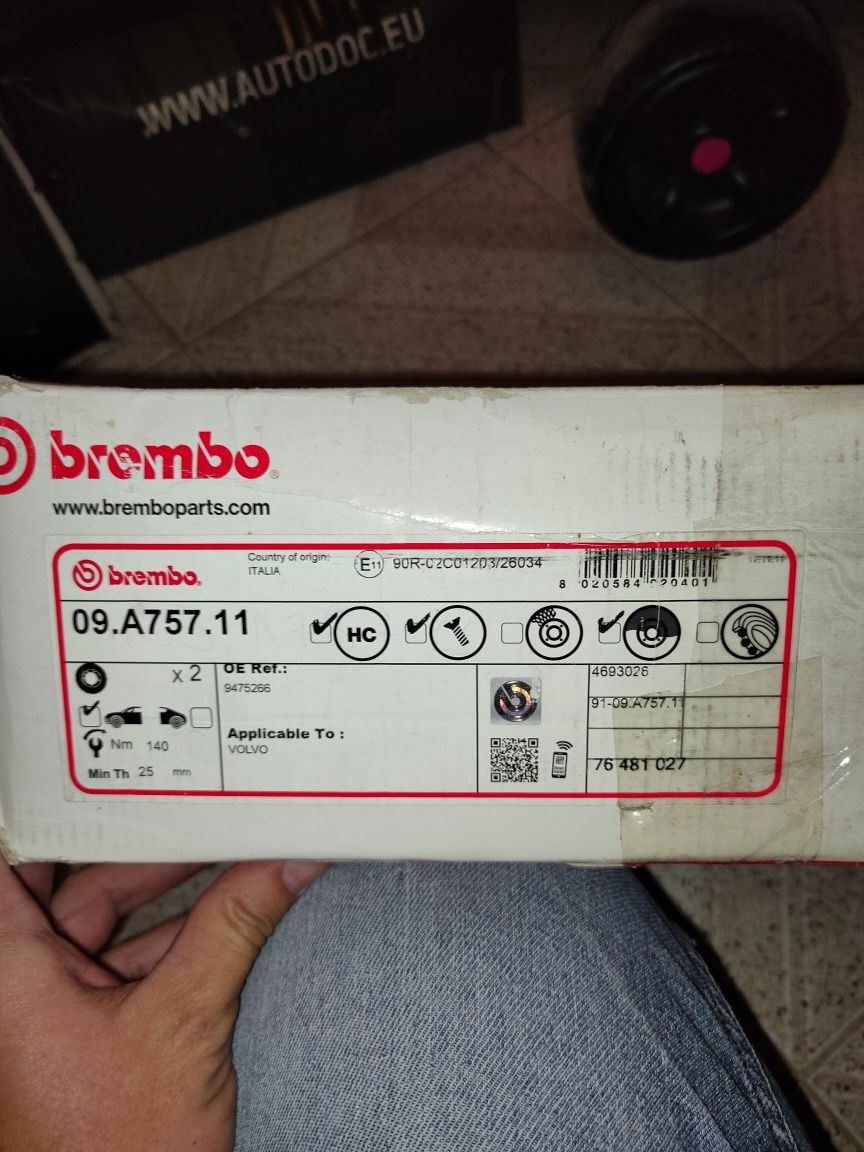 WWW.AUTODOC.EU
brembo®
www.bremboparts.com
brembo®
Country of origin:
ITALIA
E11 90R-02C01203/26034
8 020584 020401
09.A757.11
HC
x 2
Nm 140
Min Th 25 mm
OE Ref.:
9475266
Applicable To :
VOLVO
4693026
91-09.A757.11
76 481 027